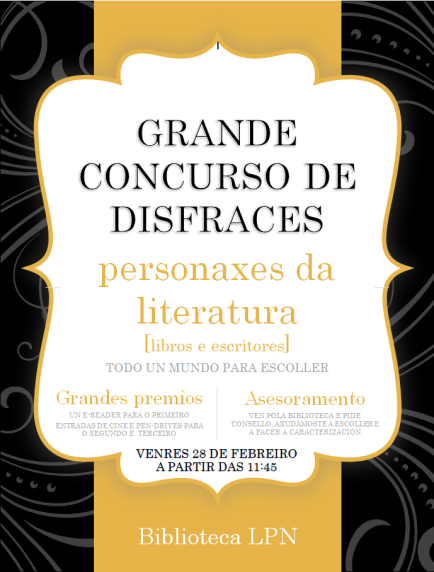 GRANDE
CONCURSO DE
DISFRACES
personaxes da
literatura
[libros e escritores]
TODO UN MUNDO PARA ESCOLLER
Grandes premios
UN E-READER PARA O PRIMEIRO
ENTRADAS DE CINE E PEN-DRIVES PARA
O SEGUNDO E TERCEIRO
Asesoramento
VEN POLA BIBLIOTECA E PIDE
CONSELLO, AXUDAMOSTE A ESCOLLER E
A FACER A CARACTERIZACIÓN
VENRES 28 DE FEBREIRO
A PARTIR DAS 11:45
Biblioteca LPN